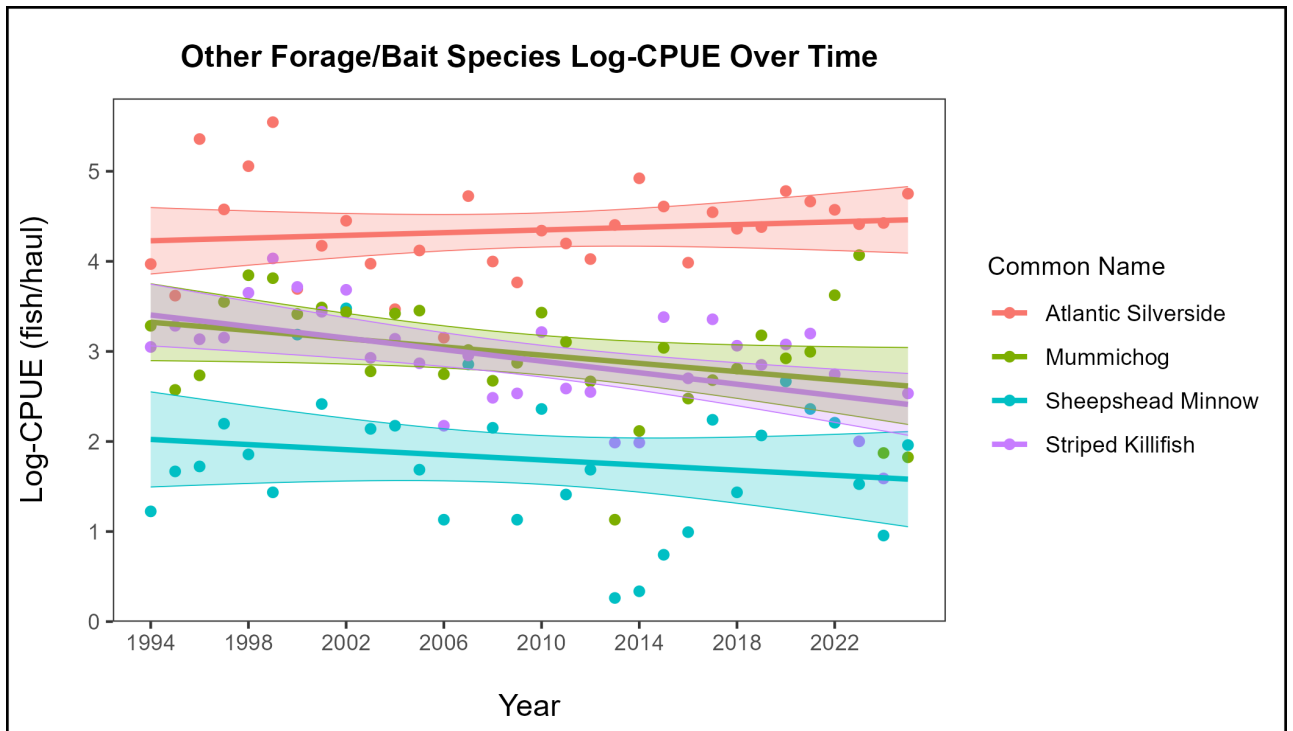 Other Forage/Bait Species Log-CPUE Over Time
Log-CPUE (fish/haul)
5
4
3
2
1
0
1994 1998 2002 2006 2010 2014 2018 2022
Year
Common Name
Atlantic Silverside
Mummichog
Sheepshead Minnow
Striped Killifish